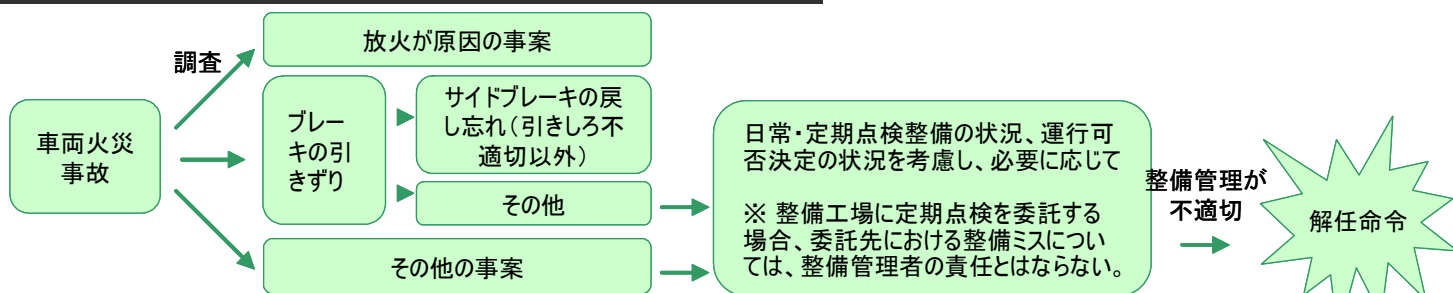 調査
放火が原因の事案
車両火災
事故
ブレー
キの引
きずり
サイドブレーキの戻
し忘れ（引きしろ不
適切以外）
その他
その他の事案
日常・定期点検整備の状況、運行可
否決定の状況を考慮し、必要に応じて
※ 整備工場に定期点検を委託する
場合、委託先における整備ミスについ
ては、整備管理者の責任とはならない。
整備管理が
不適切
解任命令